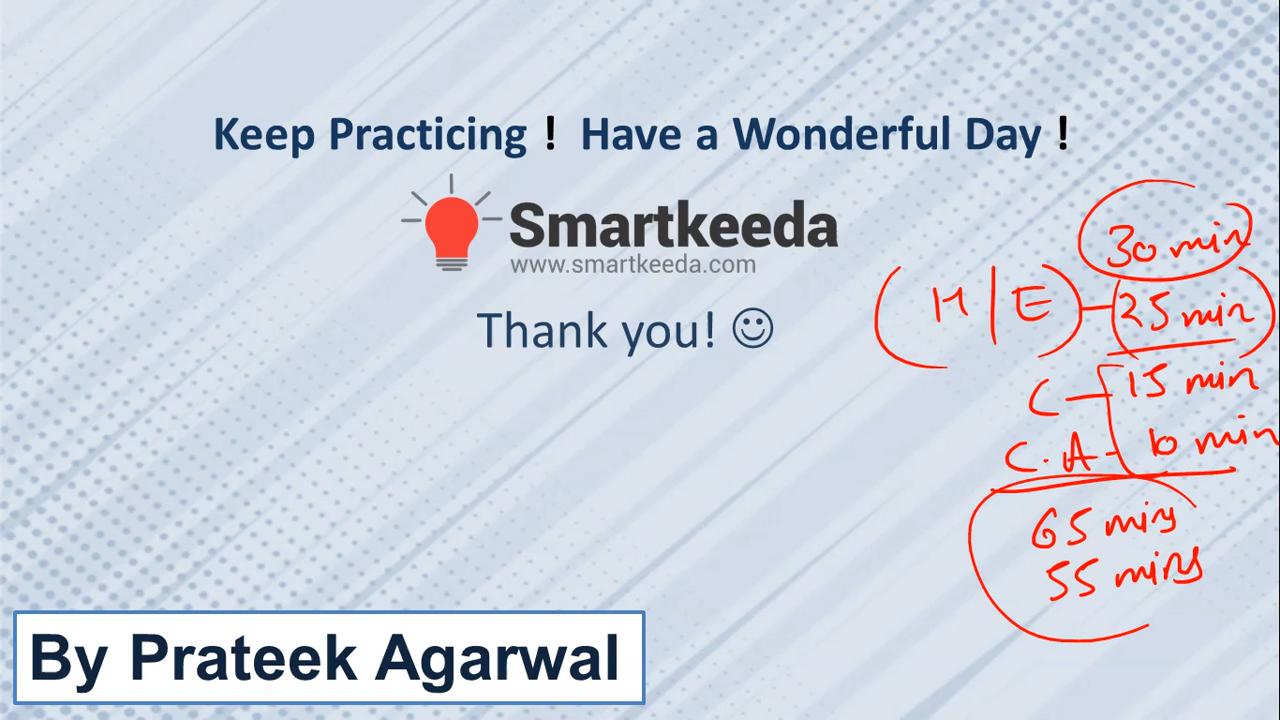 Keep Practicing ! Have a Wonderful Day !
Smartkeeda
www.smartkeeda.com
Thank you! ☺
30 min
( H | E ) - ( 25 min )
C - 15 min
C.A - 10 min
65 mins
55 mins
By Prateek Agarwal